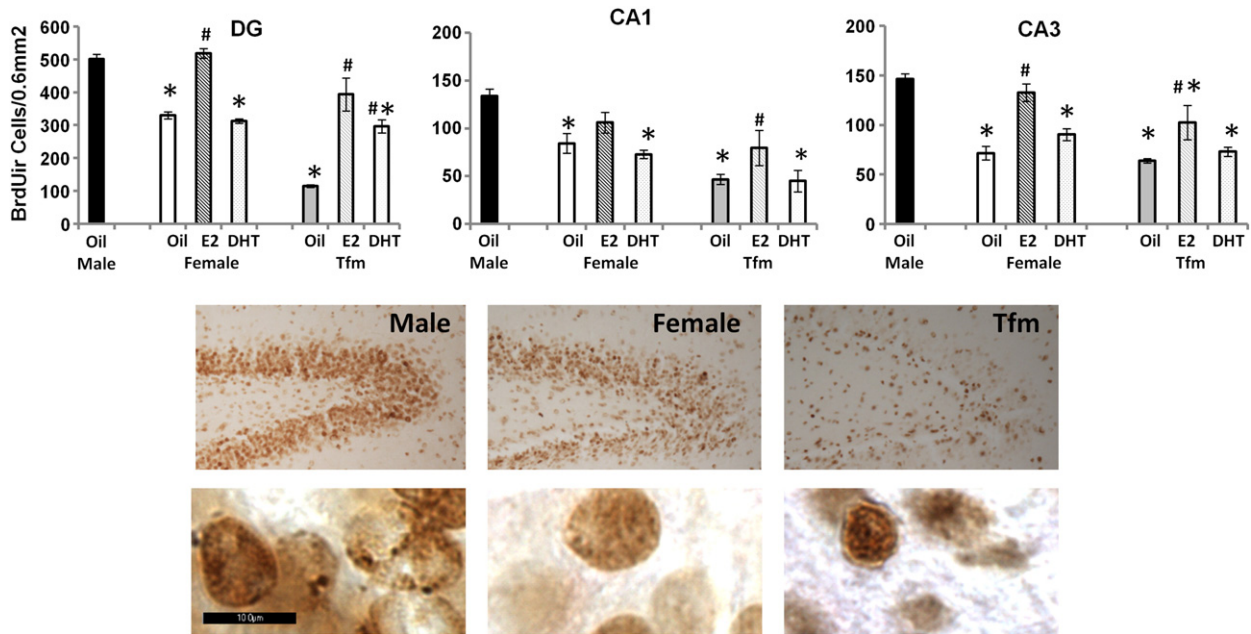 DG
BrdUir Cells/0.6mm2
600
500
400
300
200
100
0
#
*
*
#
#*
*
Oil Oil E2 DHT Oil E2 DHT
Male Female Tfm
CA1
200
150
100
50
0
*
*
*
#
*
Oil Oil E2 DHT Oil E2 DHT
Male Female Tfm
CA3
200
150
100
50
0
*
#
*
*
#*
*
Oil Oil E2 DHT Oil E2 DHT
Male Female Tfm
Male
Female
Tfm
10.0µm